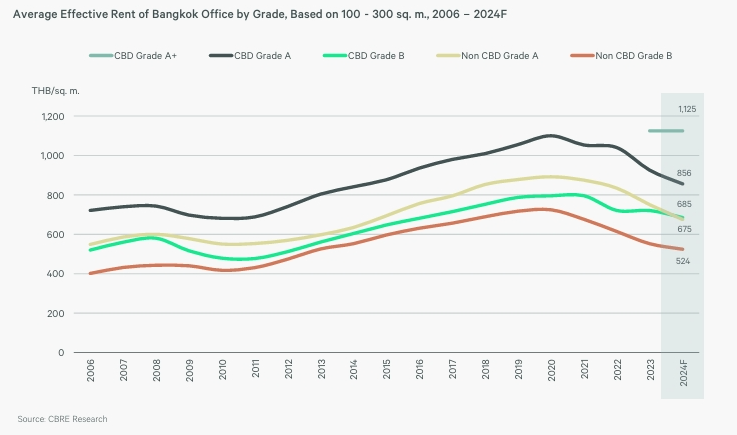 Average Effective Rent of Bangkok Office by Grade, Based on 100 - 300 sq. m., 2006 – 2024F
CBD Grade A+ CBD Grade A CBD Grade B Non CBD Grade A Non CBD Grade B
THB/sq. m.
1,200
1,000
800
600
400
200
0
1,125
856
685
675
524
2006 2007 2008 2009 2010 2011 2012 2013 2014 2015 2016 2017 2018 2019 2020 2021 2022 2023 2024F
Source: CBRE Research